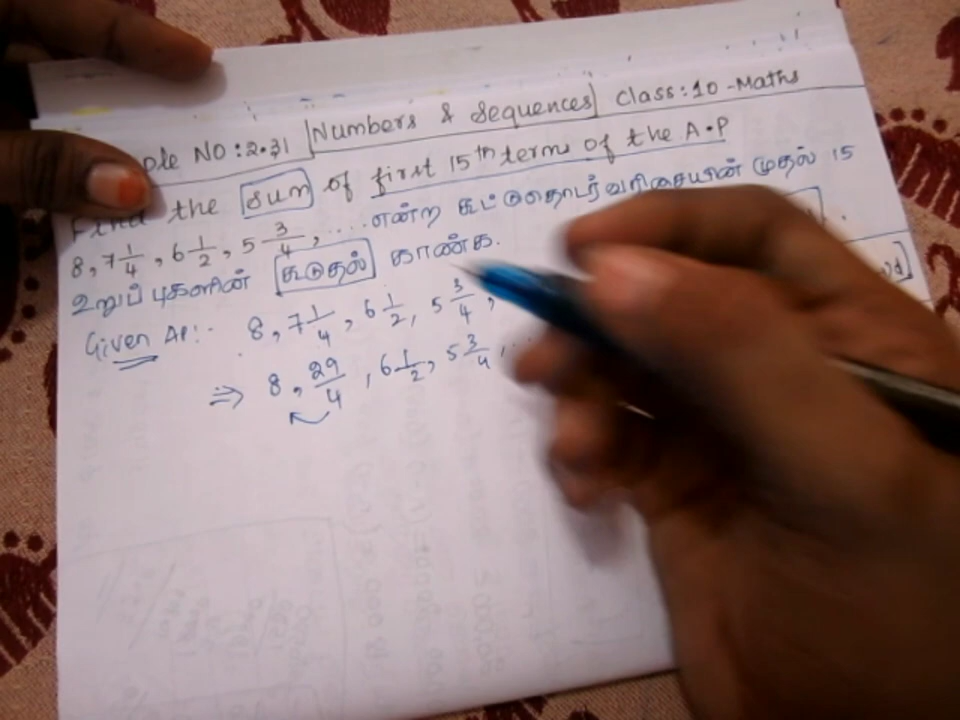 ple NO:2.31 Numbers & Sequences Class:10-Maths
Find the Sum of first 15th terms of the A.P
8, 7 1/4, 6 1/2, 5 3/4, .... என்ற கூட்டுதொடர்வரிசையின் முதல் 15
உறுப்புகளின் கூடுதல் காண்க.
Given AP:- 8, 7 1/4, 6 1/2, 5 3/4,
⇒ 8, 29/4, 6 1/2, 5 3/4, ..